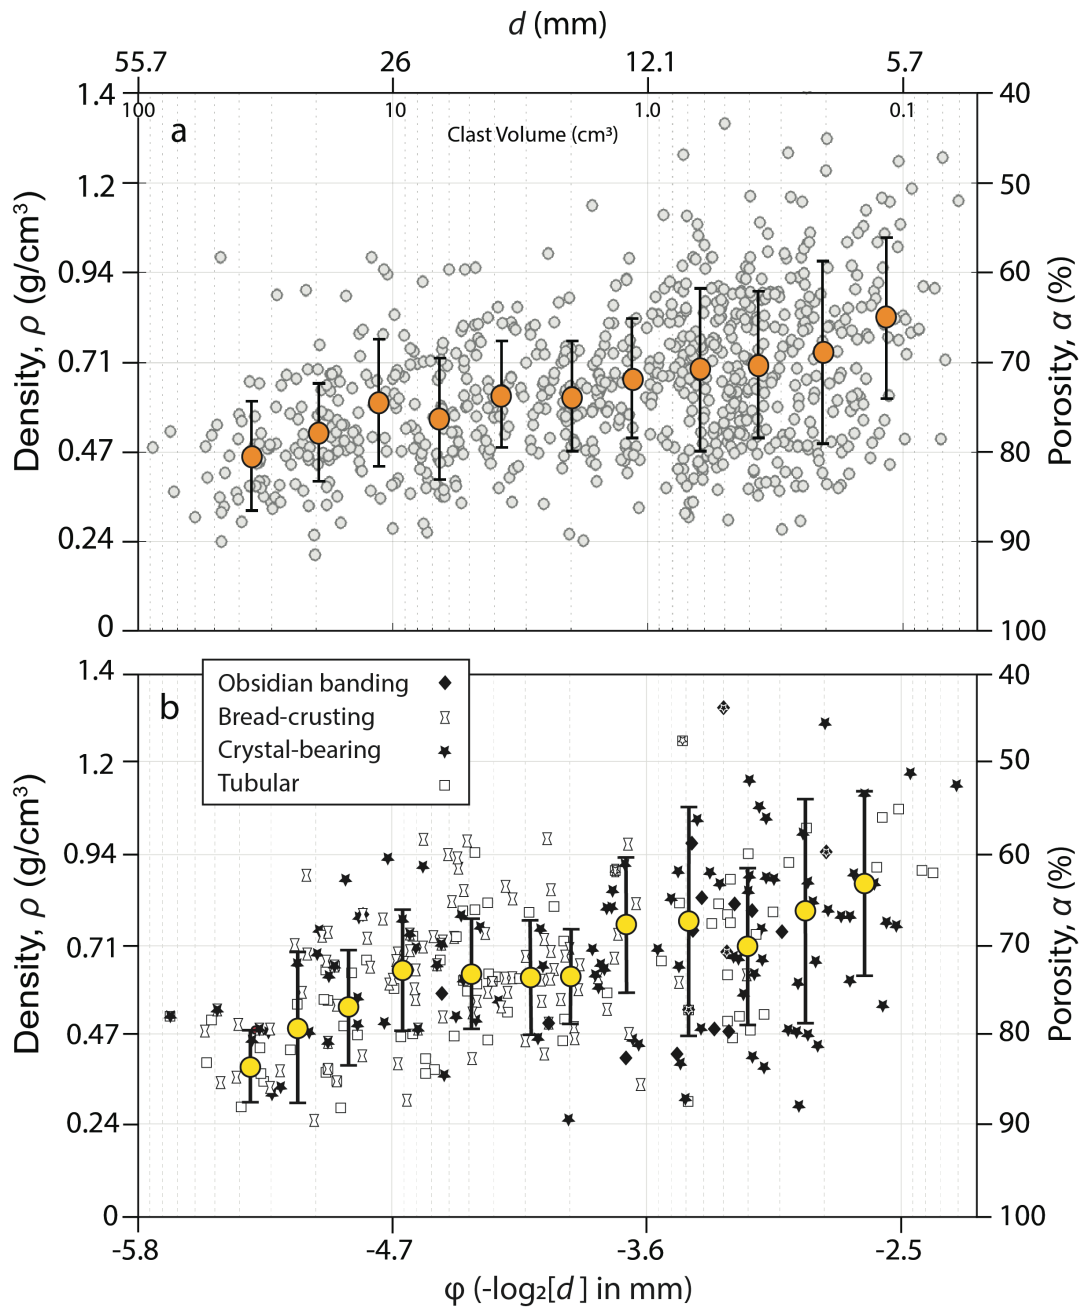 d (mm)
55.7 26 12.1 5.7
1.4 40
100 10 1.0 0.1
a Clast Volume (cm³)
1.2 50
0.94 60
0.71 70
0.47 80
0.24 90
0 100
Density, ρ (g/cm³)
Porosity, α (%)
1.4 40
b
Obsidian banding
Bread-crusting
Crystal-bearing
Tubular
1.2 50
0.94 60
0.71 70
0.47 80
0.24 90
0 100
Density, ρ (g/cm³)
Porosity, α (%)
-5.8 -4.7 -3.6 -2.5
φ (-log₂[d ] in mm)